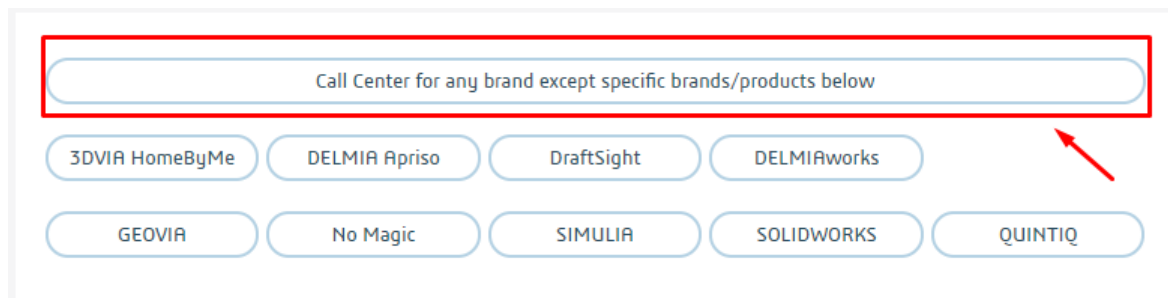 Call Center for any brand except specific brands/products below
3DVIA HomeByMe DELMIA Apriso DraftSight DELMIAworks
GEOVIA No Magic SIMULIA SOLIDWORKS QUINTIQ